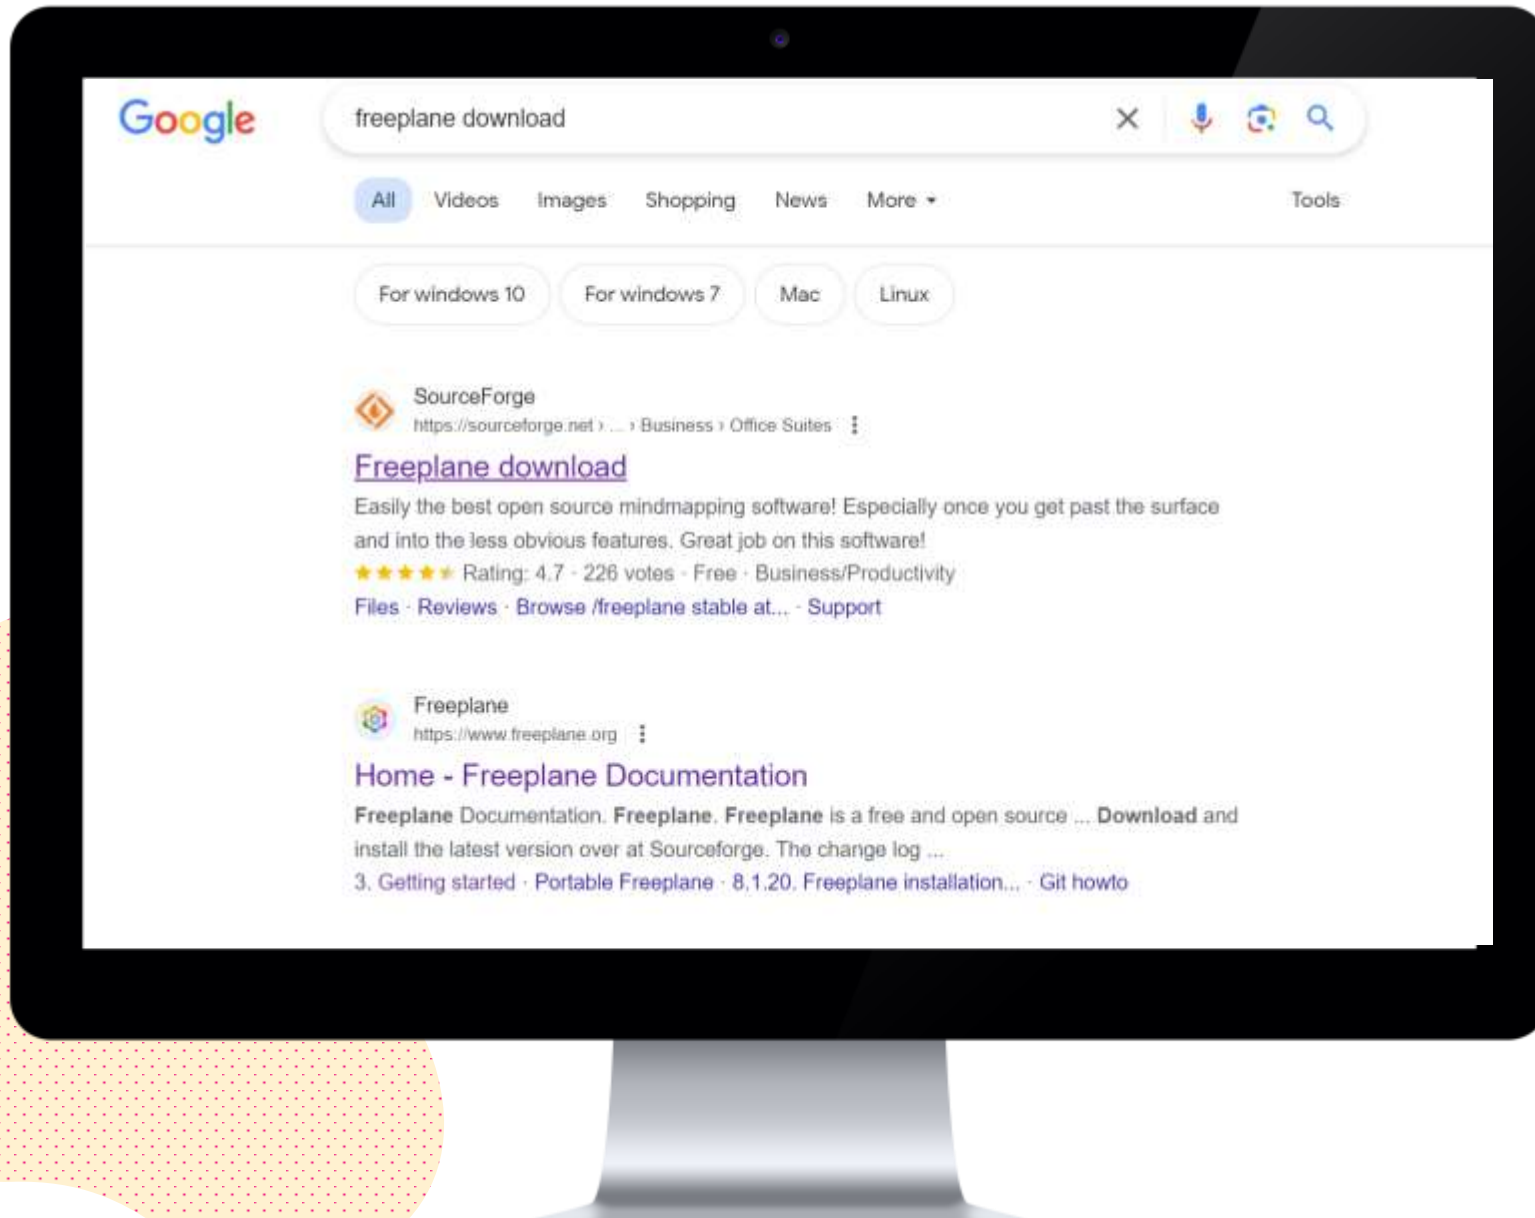 Google
freeplane download
All Videos Images Shopping News More Tools
For windows 10 For windows 7 Mac Linux
SourceForge
https://sourceforge.net › ... › Business › Office Suites
Freeplane download
Easily the best open source mindmapping software! Especially once you get past the surface
and into the less obvious features. Great job on this software!
Rating: 4.7 · 226 votes · Free · Business/Productivity
Files · Reviews · Browse /freeplane stable at... · Support
Freeplane
https://www.freeplane.org
Home - Freeplane Documentation
Freeplane Documentation. Freeplane. Freeplane is a free and open source ... Download and
install the latest version over at Sourceforge. The change log ...
3. Getting started · Portable Freeplane · 8.1.20. Freeplane installation... · Git howto